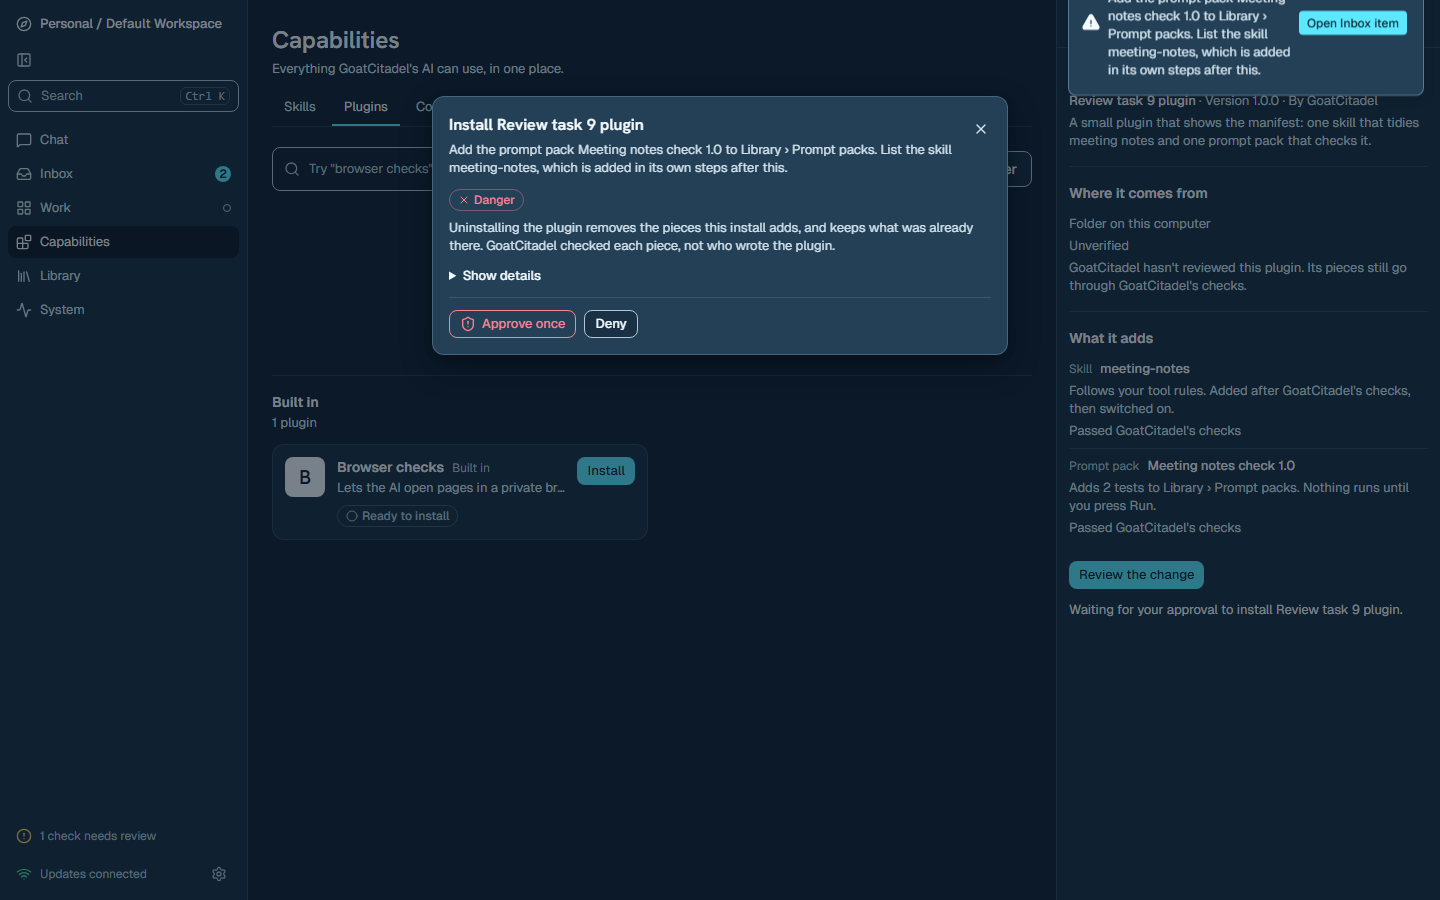 Personal / Default Workspace
Search
Ctrl K
Chat
Inbox
2
Work
Capabilities
Library
System
1 check needs review
Updates connected
Capabilities
Everything GoatCitadel's AI can use, in one place.
Skills
Plugins
Co
Try "browser checks"
er
Install Review task 9 plugin
Add the prompt pack Meeting notes check 1.0 to Library › Prompt packs. List the skill
meeting-notes, which is added in its own steps after this.
Danger
Uninstalling the plugin removes the pieces this install adds, and keeps what was already
there. GoatCitadel checked each piece, not who wrote the plugin.
Show details
Approve once
Deny
Built in
1 plugin
B
Browser checks Built in
Lets the AI open pages in a private br...
Ready to install
Install
Add the prompt pack Meeting
notes check 1.0 to Library ›
Prompt packs. List the skill
meeting-notes, which is added
in its own steps after this.
Open Inbox item
Review task 9 plugin · Version 1.0.0 · By GoatCitadel
A small plugin that shows the manifest: one skill that tidies
meeting notes and one prompt pack that checks it.
Where it comes from
Folder on this computer
Unverified
GoatCitadel hasn't reviewed this plugin. Its pieces still go
through GoatCitadel's checks.
What it adds
Skill meeting-notes
Follows your tool rules. Added after GoatCitadel's checks,
then switched on.
Passed GoatCitadel's checks
Prompt pack Meeting notes check 1.0
Adds 2 tests to Library › Prompt packs. Nothing runs until
you press Run.
Passed GoatCitadel's checks
Review the change
Waiting for your approval to install Review task 9 plugin.